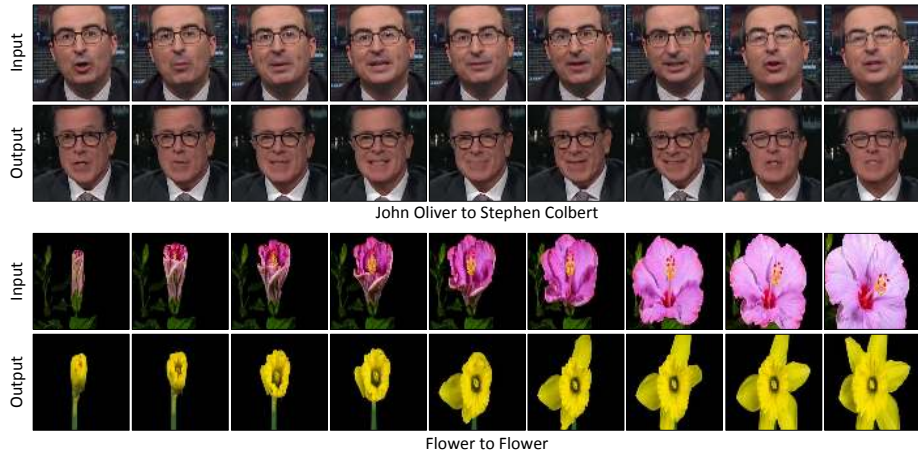 Input
Output
John Oliver to Stephen Colbert
Input
Output
Flower to Flower